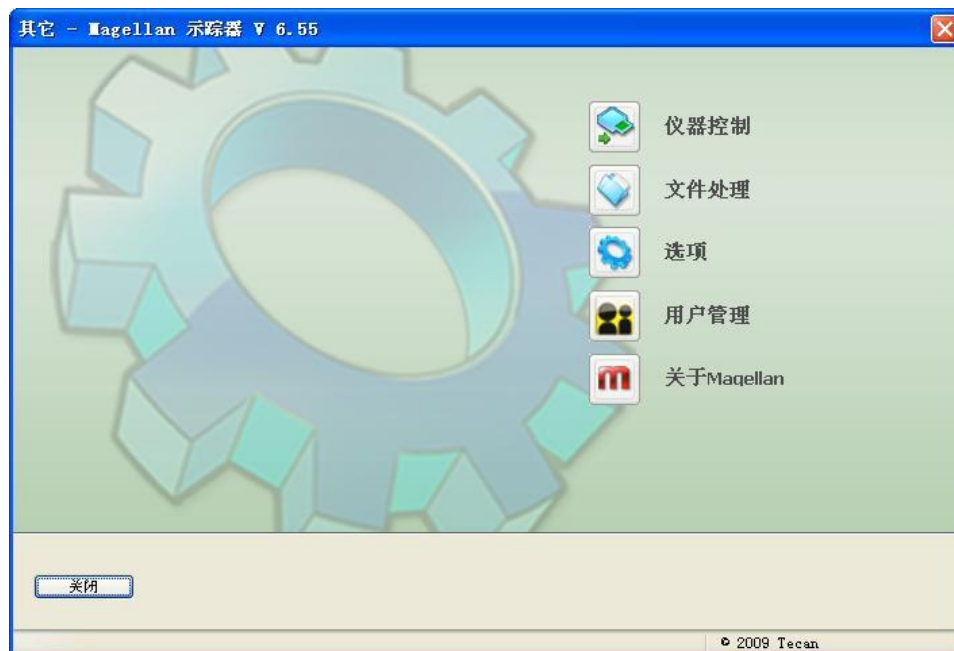 其它 - Magellan 示踪器 V 6.55
仪器控制
文件处理
选项
用户管理
关于Magellan
关闭
© 2009 Tecan